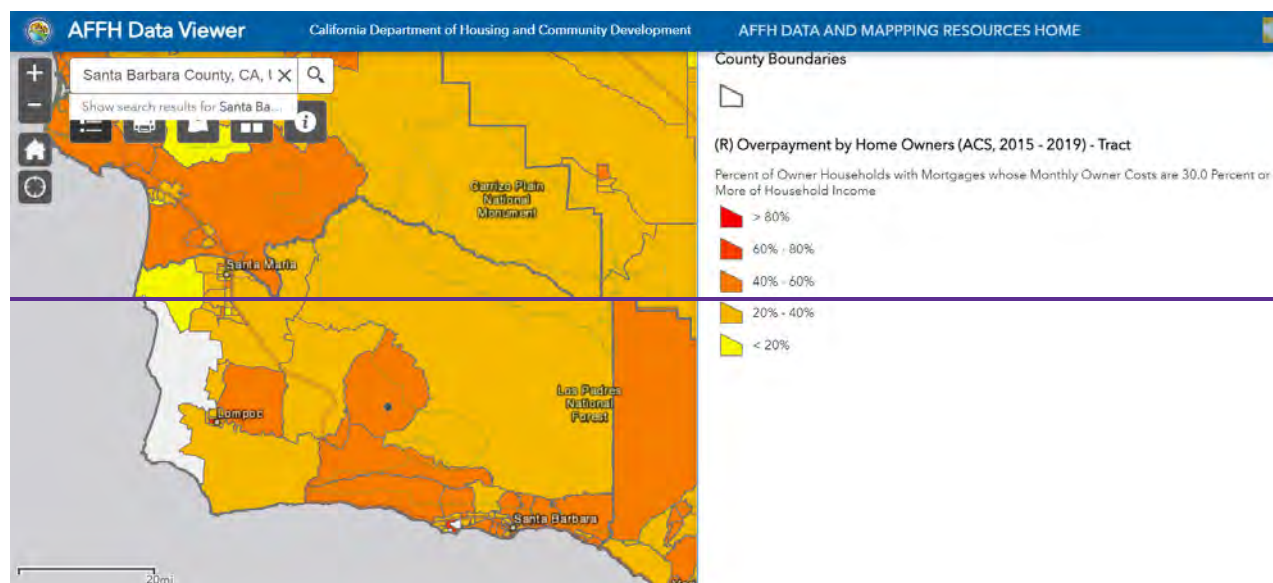 AFFH Data Viewer
California Department of Housing and Community Development
AFFH DATA AND MAPPPING RESOURCES HOME
+
Santa Barbara County, CA, U
Show search results for Santa Ba...
−
County Boundaries
(R) Overpayment by Home Owners (ACS, 2015 - 2019) - Tract
Percent of Owner Households with Mortgages whose Monthly Owner Costs are 30.0 Percent or
More of Household Income
> 80%
60% - 80%
40% - 60%
20% - 40%
< 20%
Carrizo Plain
National
Monument
Santa Maria
Lompoc
Los Padres
National
Forest
Santa Barbara
20mi